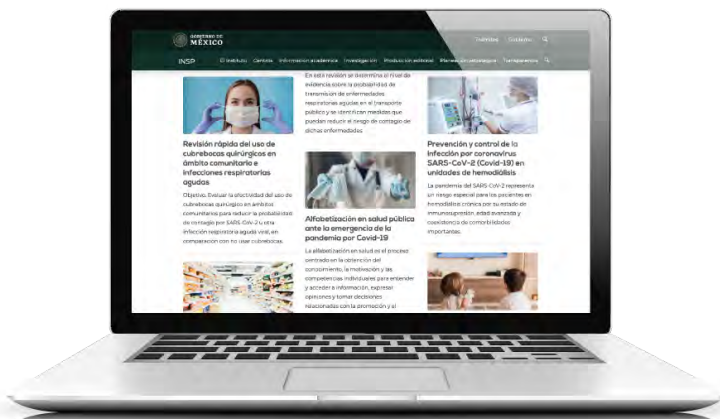 GOBIERNO DE
MÉXICO
Trámites Gobierno
INSP
El Instituto Centros Información académica Investigación Producción editorial Planeación estratégica Transparencia
En esta revisión se determina el nivel de
evidencia sobre la probabilidad de
transmisión de enfermedades
respiratorias agudas en el transporte
público y se identifican medidas que
puedan reducir el riesgo de contagio de
dichas enfermedades.
Revisión rápida del uso de
cubrebocas quirúrgicos en
ámbito comunitario e
infecciones respiratorias
agudas
Objetivo: Evaluar la efectividad del uso de
cubrebocas quirúrgicos en ámbitos
comunitarios para reducir la probabilidad
de contagio por SARS-CoV-2 u otra
infección respiratoria aguda viral, en
comparación con no usar cubrebocas.
Alfabetización en salud pública
ante la emergencia de la
pandemia por Covid-19
La alfabetización en salud es el proceso
centrado en la obtención del
conocimiento, la motivación y las
competencias individuales para entender
y acceder a información, expresar
opiniones y tomar decisiones
relacionadas con la promoción y el
Prevención y control de la
infección por coronavirus
SARS-CoV-2 (Covid-19) en
unidades de hemodiálisis
La pandemia del SARS-CoV-2 representa
un riesgo especial para los pacientes en
hemodiálisis crónica por su estado de
inmunosupresión, edad avanzada y
coexistencia de comorbilidades
importantes.